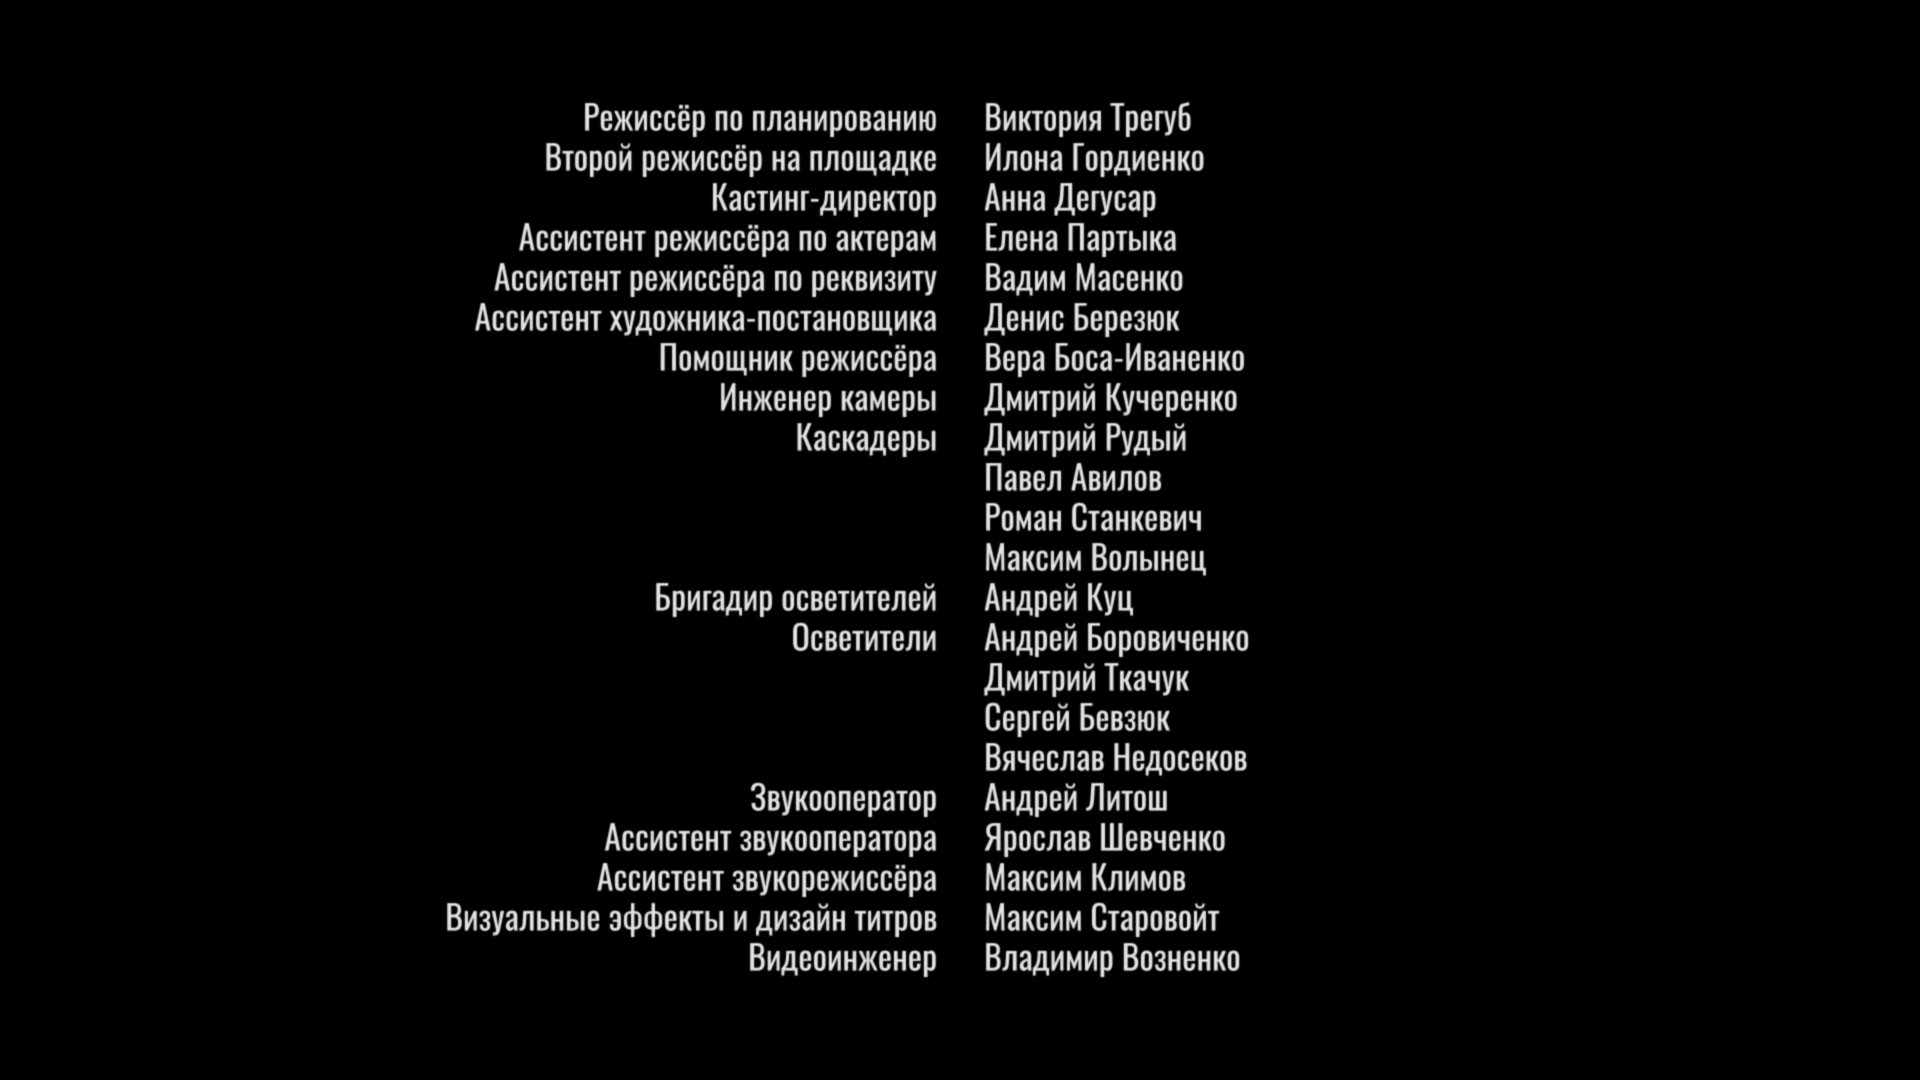 Режиссёр по планированию Виктория Трегуб
Второй режиссёр на площадке Илона Гордиенко
Кастинг-директор Анна Дегусар
Ассистент режиссёра по актерам Елена Партыка
Ассистент режиссёра по реквизиту Вадим Масенко
Ассистент художника-постановщика Денис Березюк
Помощник режиссёра Вера Боса-Иваненко
Инженер камеры Дмитрий Кучеренко
Каскадеры Дмитрий Рудый
Павел Авилов
Роман Станкевич
Максим Волынец
Бригадир осветителей Андрей Куц
Осветители Андрей Боровиченко
Дмитрий Ткачук
Сергей Бевзюк
Вячеслав Недосеков
Звукооператор Андрей Литош
Ассистент звукооператора Ярослав Шевченко
Ассистент звукорежиссёра Максим Климов
Визуальные эффекты и дизайн титров Максим Старовойт
Видеоинженер Владимир Возненко